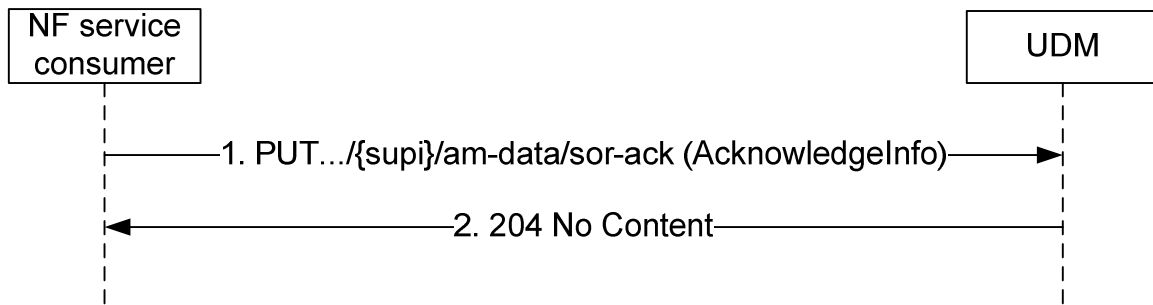 NF service
consumer
UDM
1. PUT.../{supi}/am-data/sor-ack (AcknowledgeInfo)
2. 204 No Content